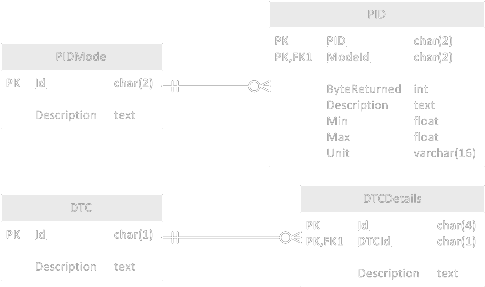 PIDMode
PK Id char(2)
Description text
PID
PK PID char(2)
PK,FK1 ModeId char(2)
ByteReturned int
Description text
Min float
Max float
Unit varchar(16)
DTC
PK Id char(1)
Description text
DTCDetails
PK Id char(4)
PK,FK1 DTCId char(1)
Description text